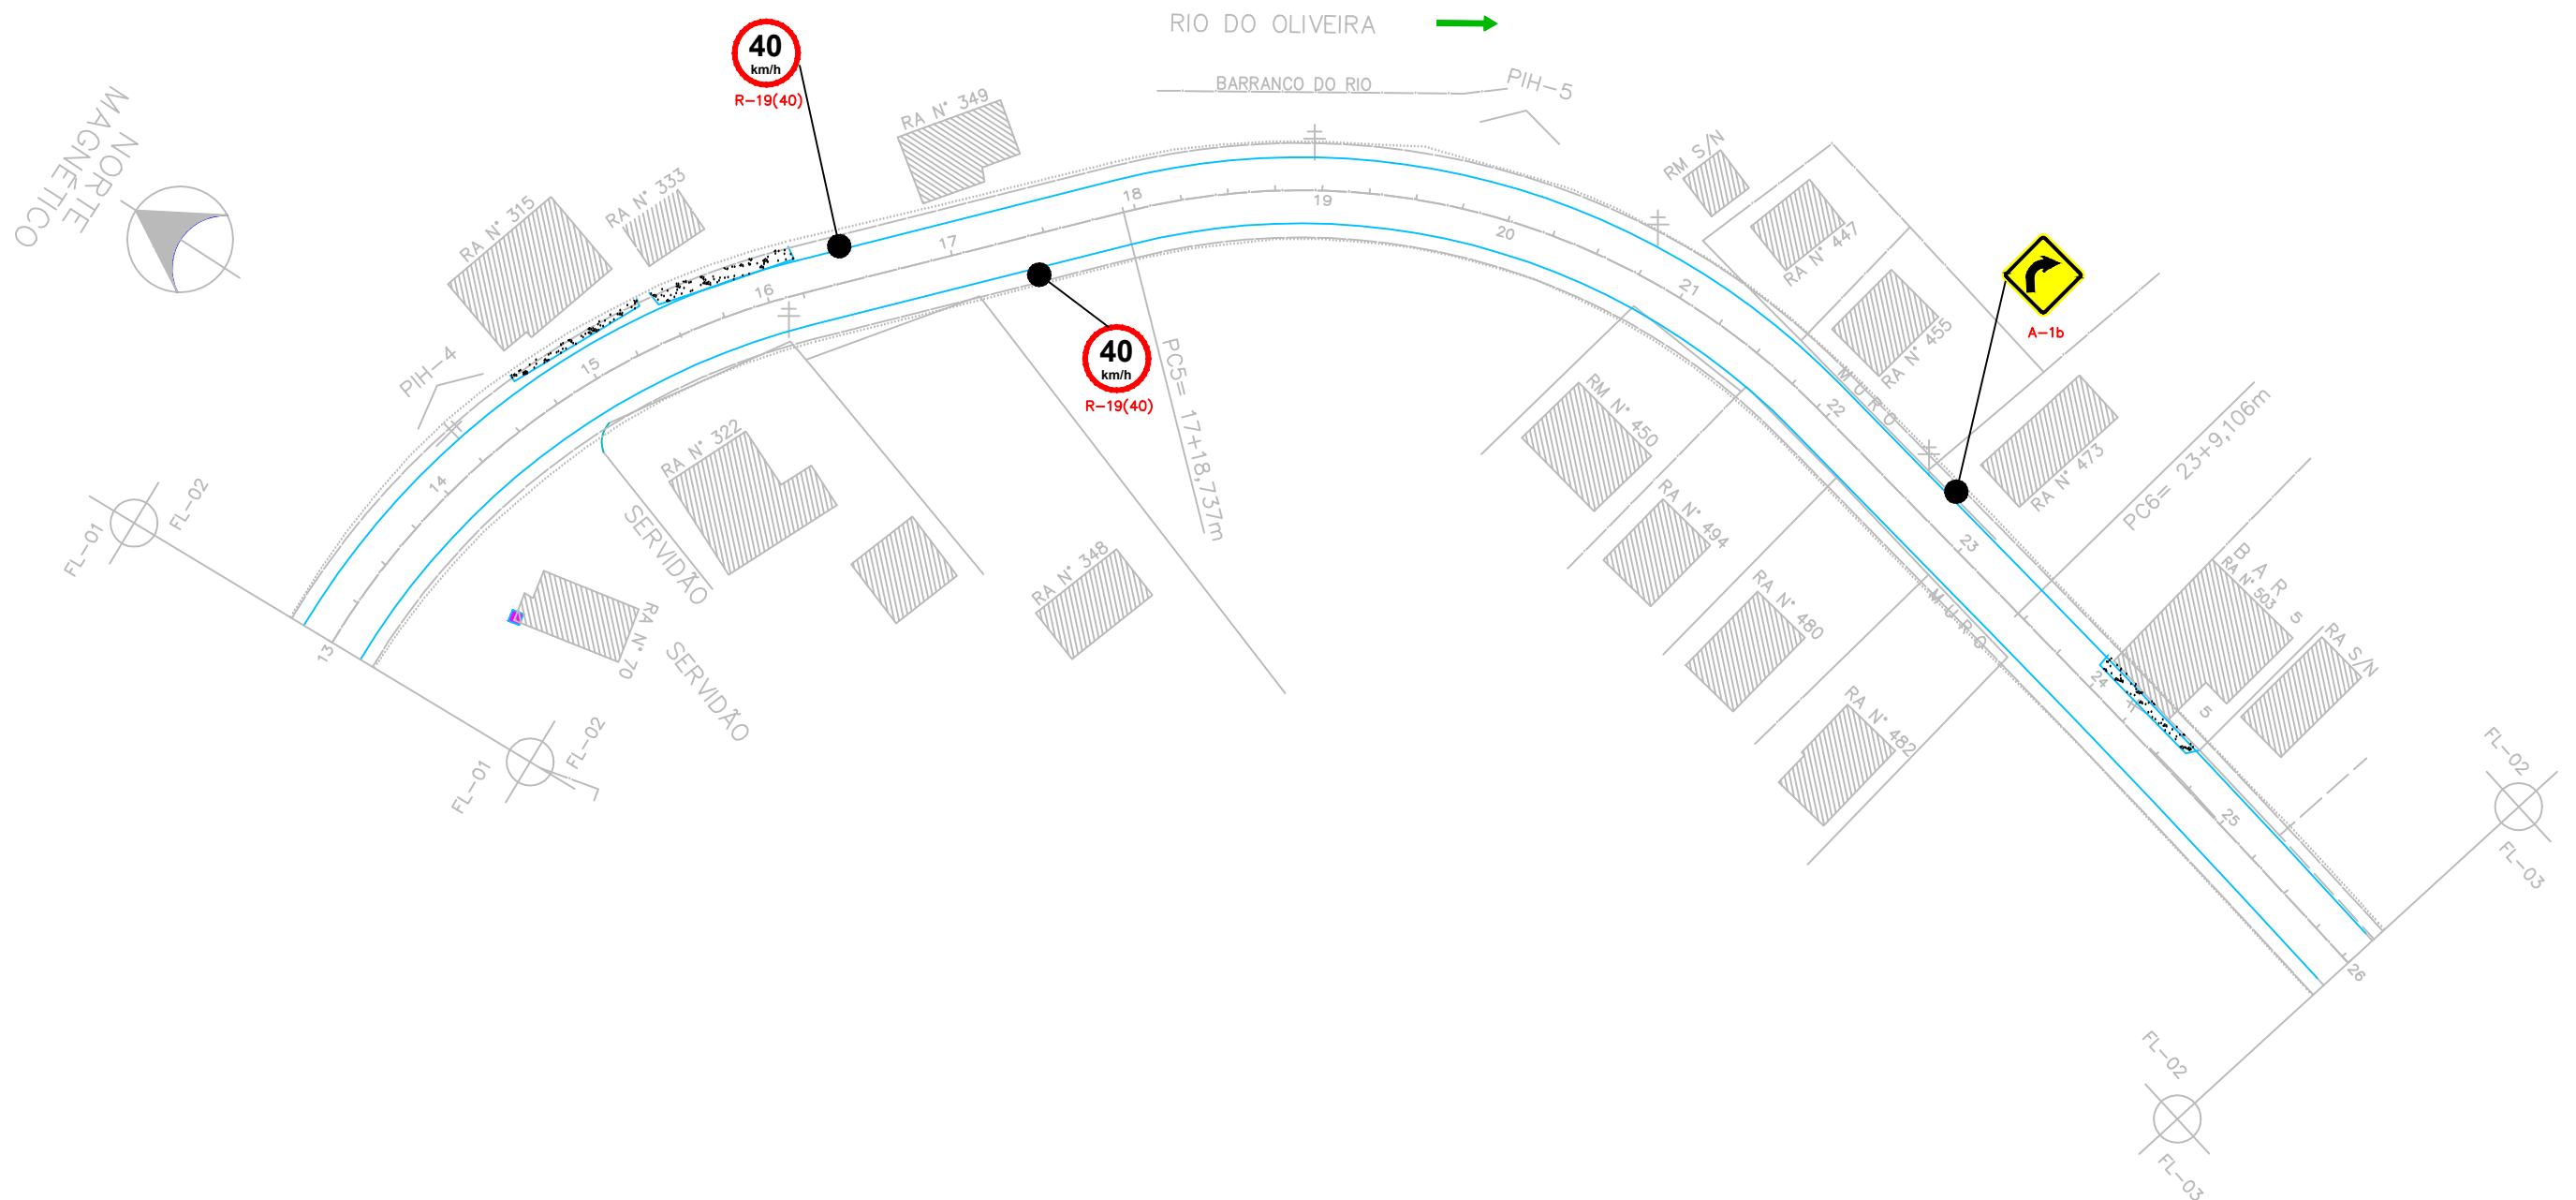 RIO DO OLIVEIRA
40
km/h
R-19(40)
BARRANCO DO RIO
PIH-5
NORTE
MAGNÉTICO
RA N° 349
RA N° 333
RA N° 315
RM S/N
RA N° 447
RA N° 455
A-1b
18
19
17
20
16
21
15
22
14
23
13
24
25
26
PIH-4
40
km/h
R-19(40)
PC5= 17+18,737m
MURO
RA N° 473
PC6= 23+9,106m
RM N° 450
RA N° 494
RA N° 480
RA N° 482
MURO
BAR
RA N° 503
5
5
RA S/N
RA N° 322
SERVIDÃO
RA N° 348
RA N° 70
SERVIDÃO
FL-01
FL-02
FL-01
FL-02
FL-02
FL-03
FL-02
FL-03